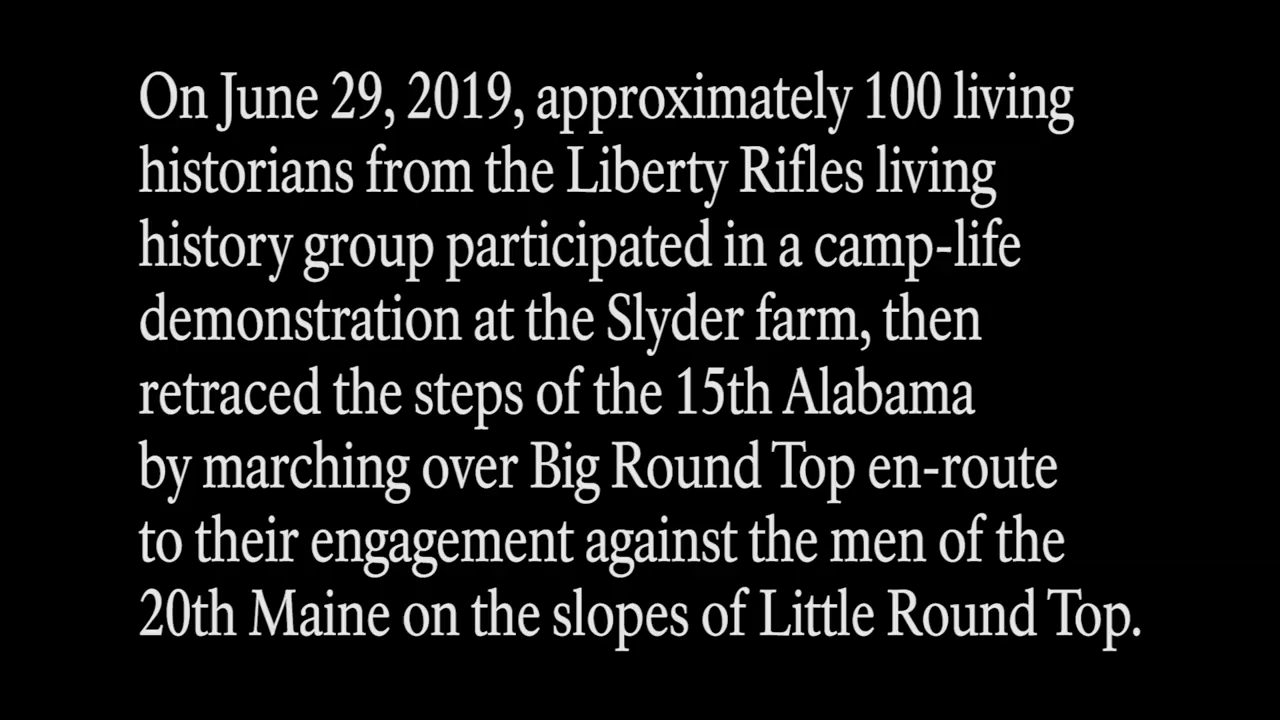 On June 29, 2019, approximately 100 living
historians from the Liberty Rifles living
history group participated in a camp-life
demonstration at the Slyder farm, then
retraced the steps of the 15th Alabama
by marching over Big Round Top en-route
to their engagement against the men of the
20th Maine on the slopes of Little Round Top.